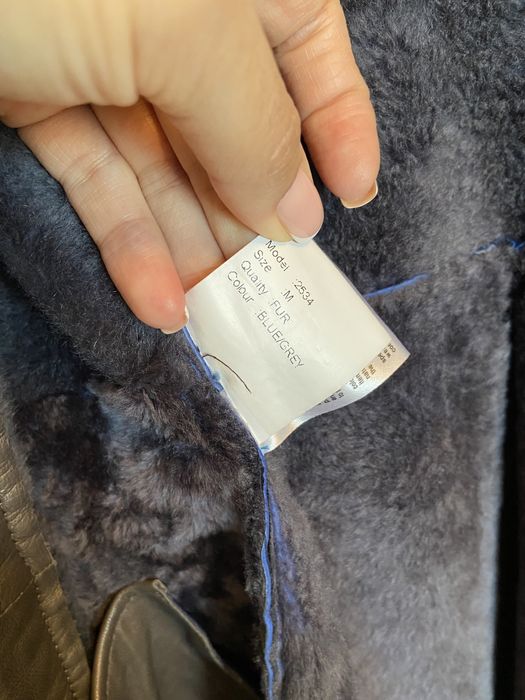 Model :2534
Size :M
Quality :FUR
Colour :BLUE/GREY